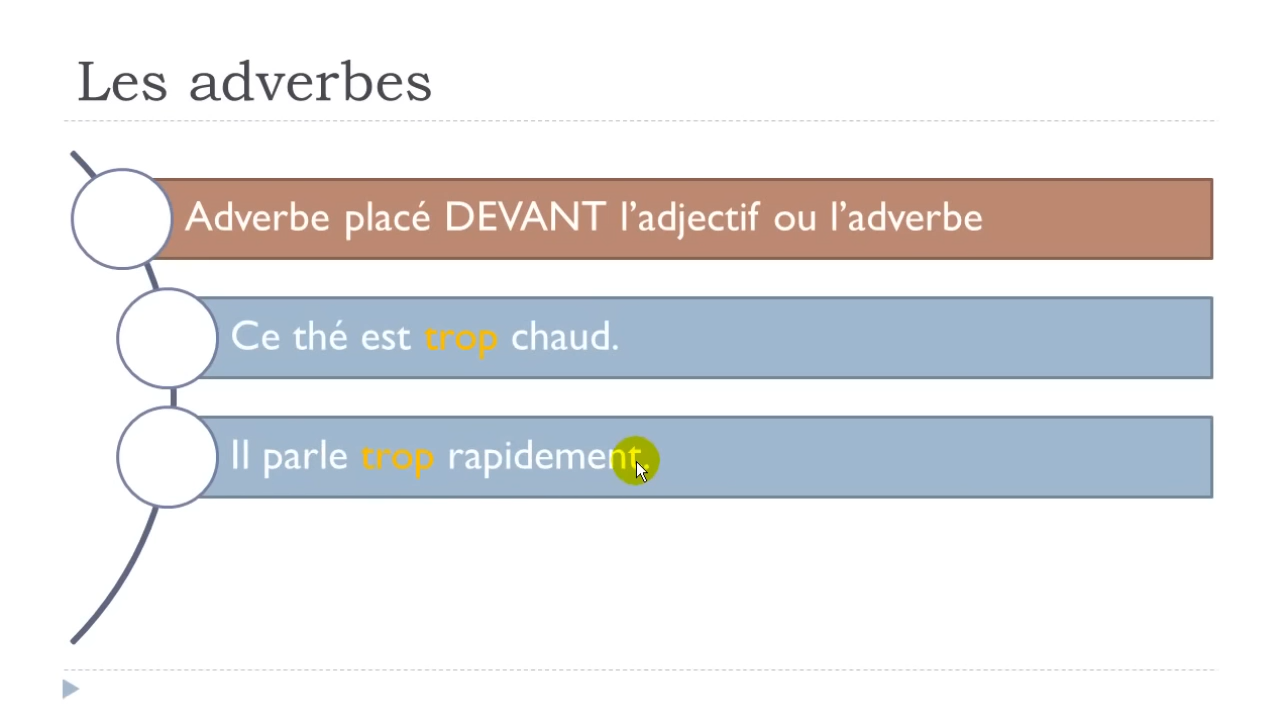 Les adverbes
Adverbe placé DEVANT l’adjectif ou l’adverbe
Ce thé est trop chaud.
Il parle trop rapidement.